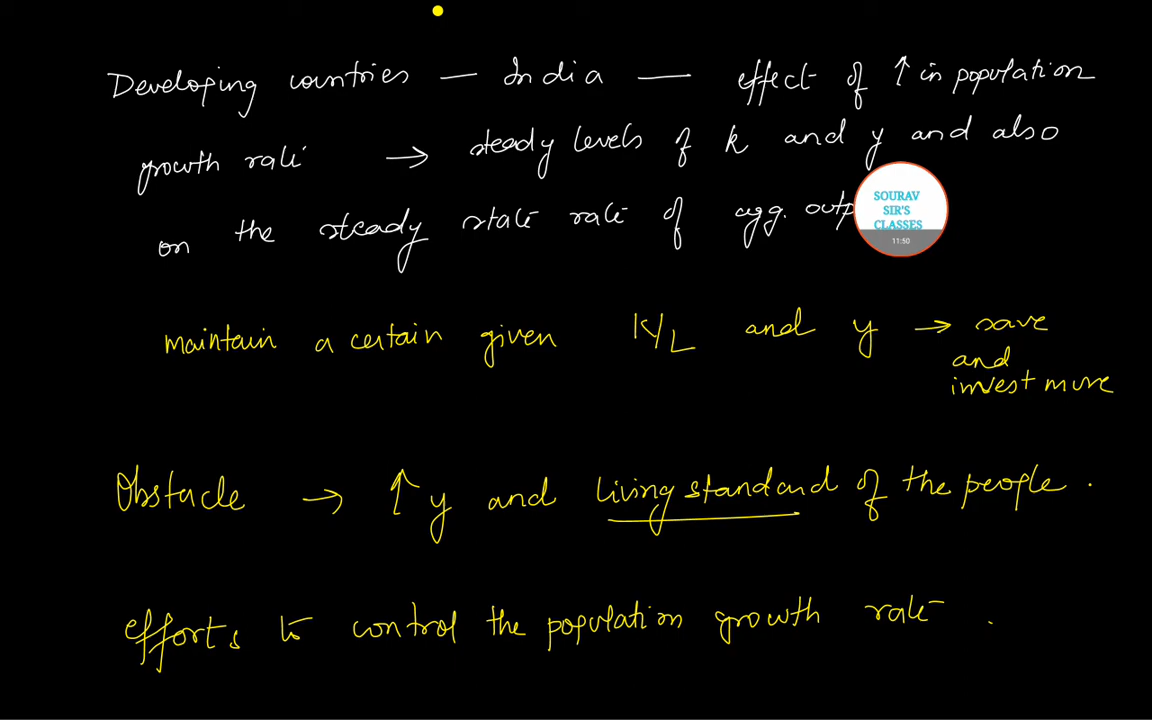 Developing countries — India — effect of ↑ in population
growth rate → steady levels of k and y and also
on the steady state rate of agg. outp
SOURAV
SIR'S
CLASSES
11:50
maintain a certain given K/L and y → save
and
invest more
Obstacle → ↑ y and living standard of the people.
efforts to control the population growth rate.